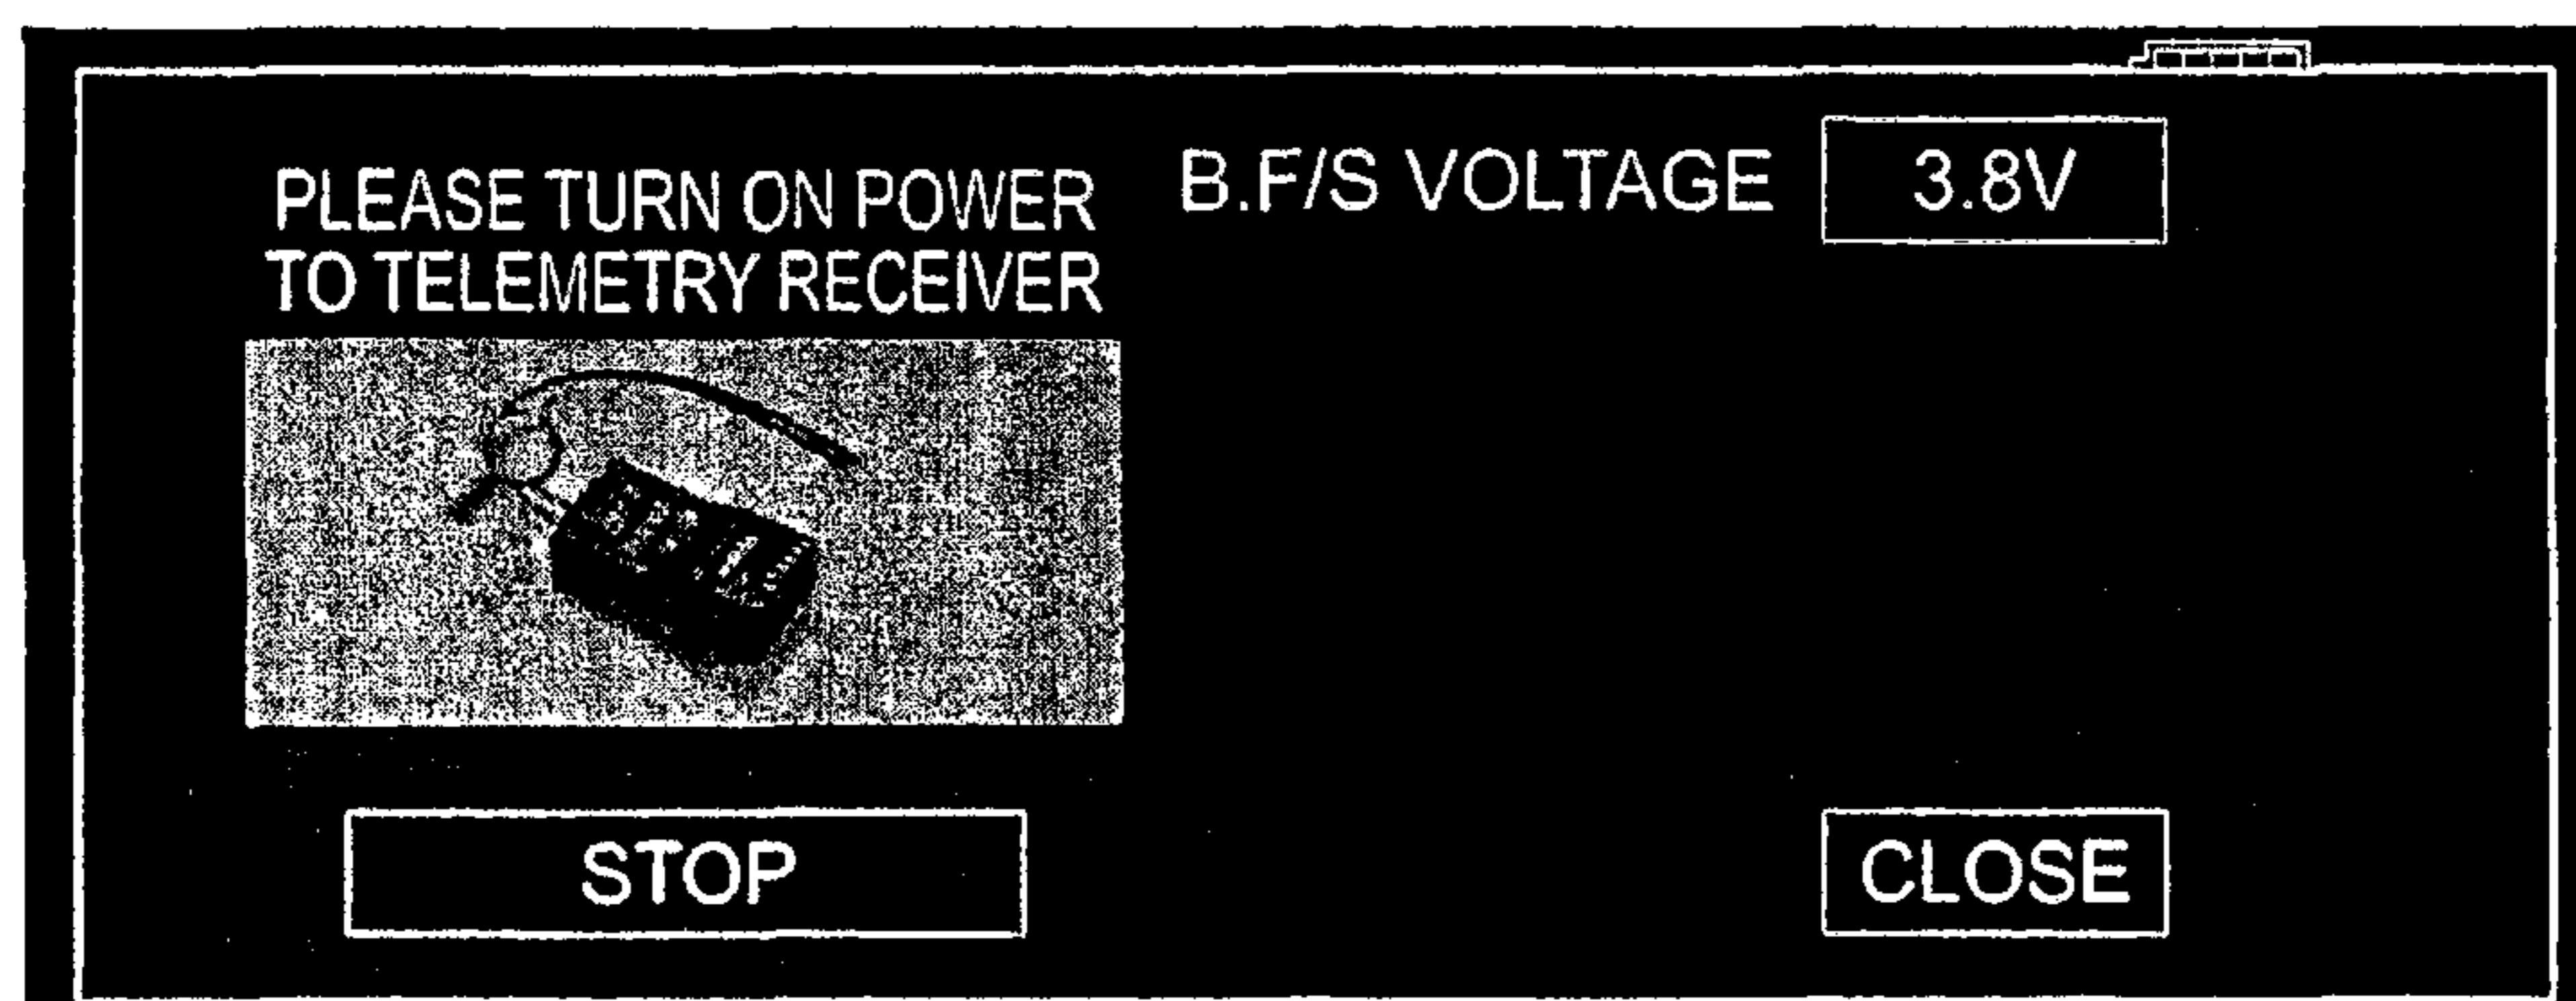 PLEASE TURN ON POWER
TO TELEMETRY RECEIVER
B.F/S VOLTAGE 3.8V
STOP
CLOSE